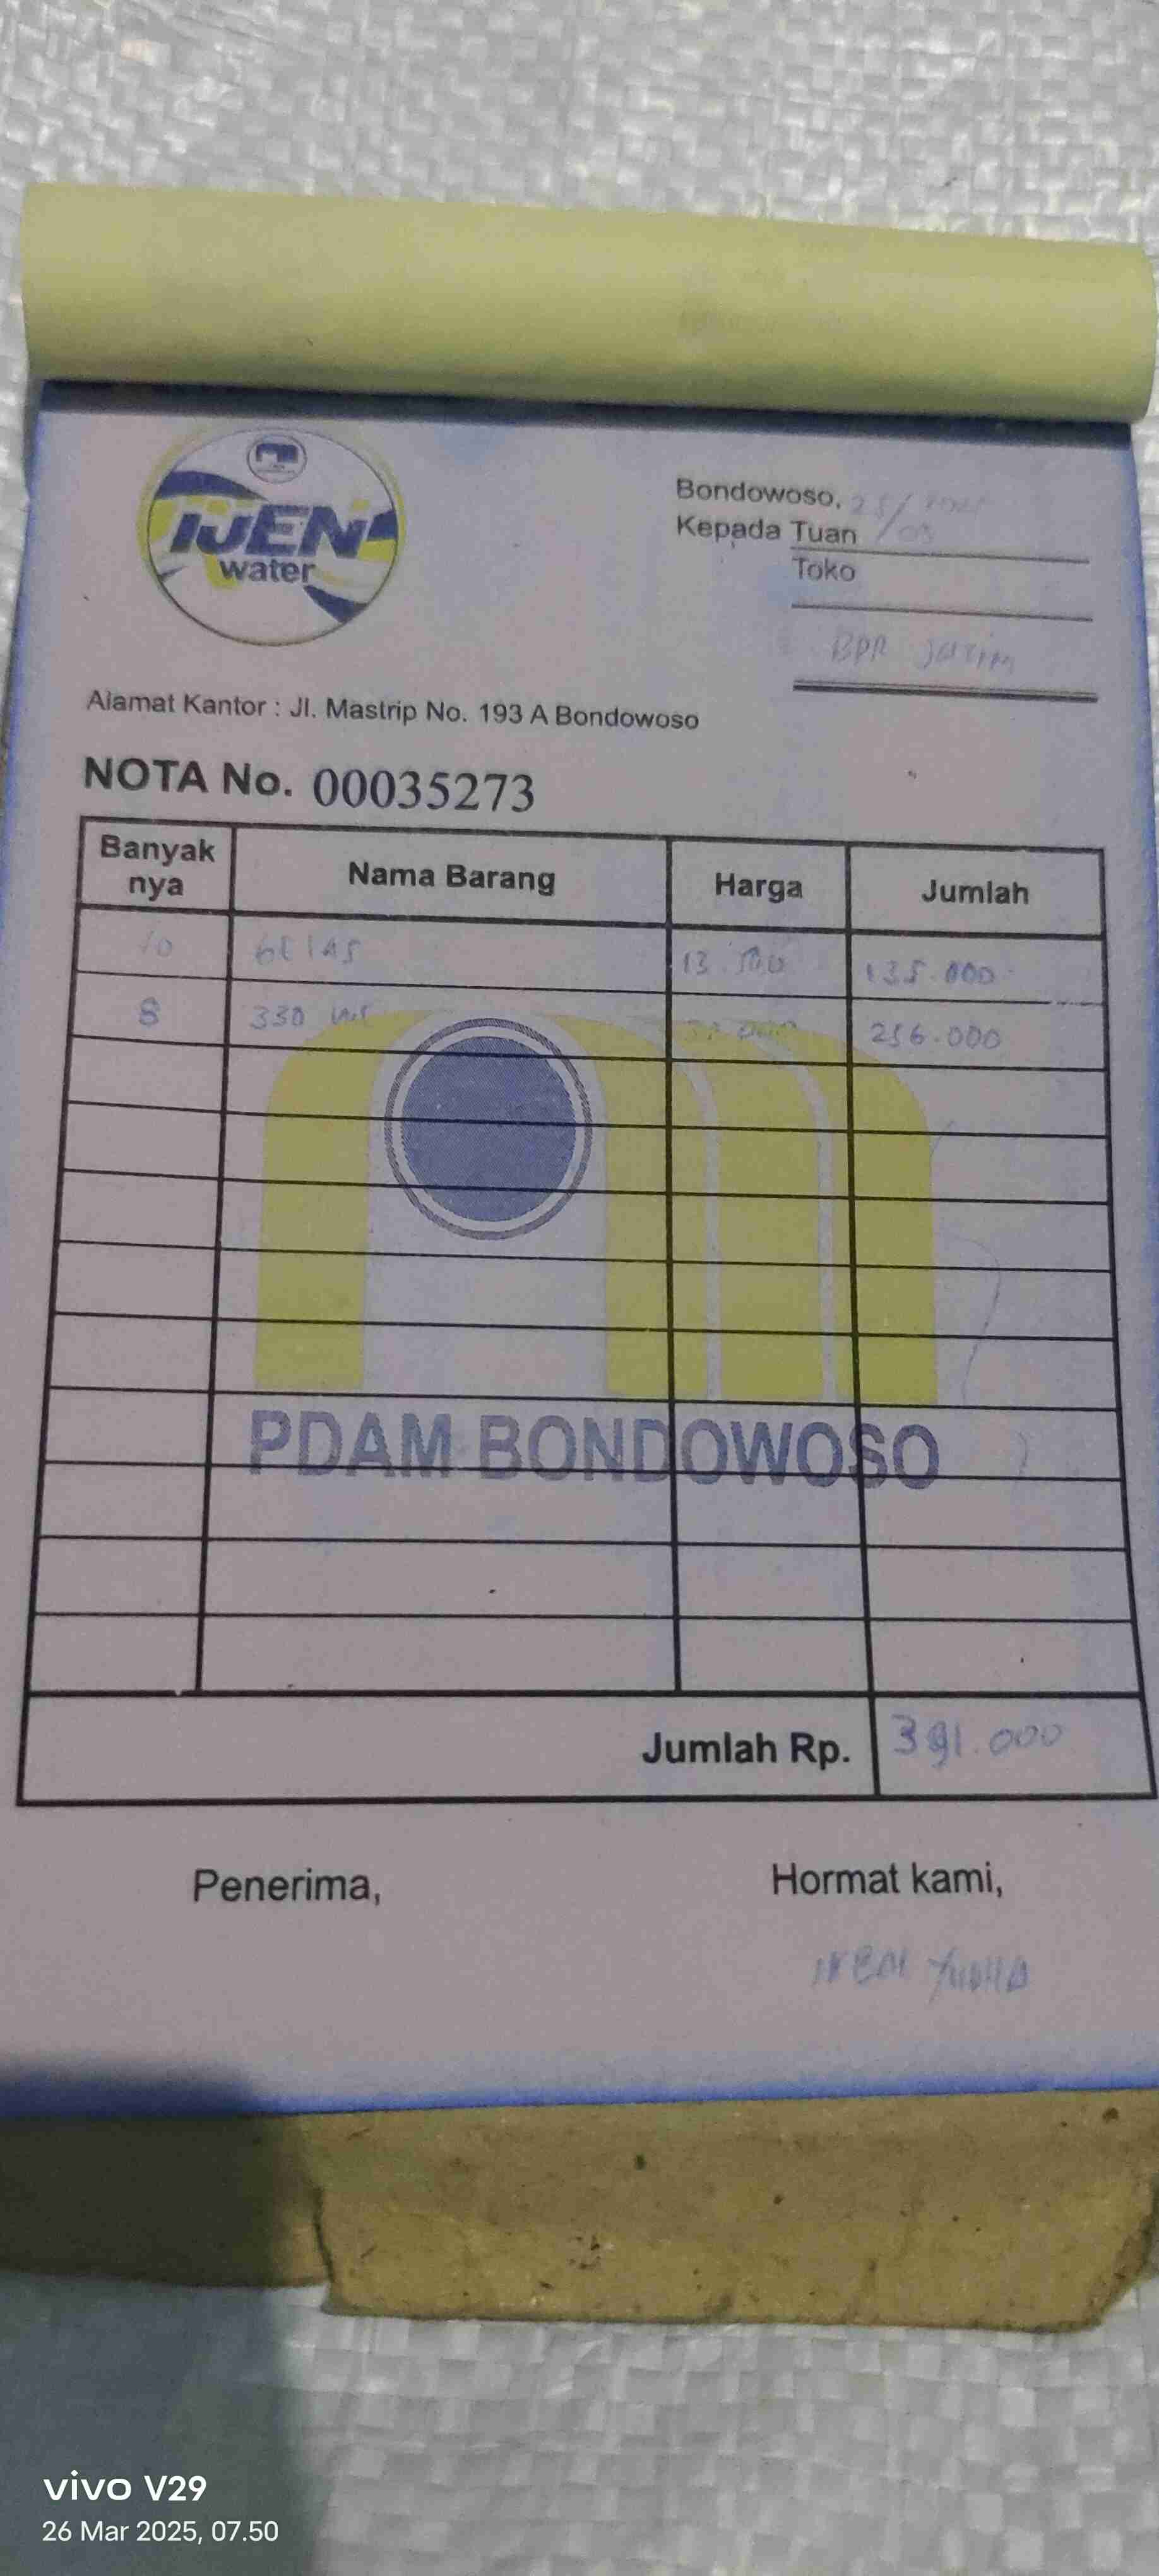 IJEN
water
Bondowoso, 25/03 2025
Kepada Tuan
Toko
BPR Jatim
Alamat Kantor : Jl. Mastrip No. 193 A Bondowoso
NOTA No. 00035273
Banyak nya Nama Barang Harga Jumlah
10 GELAS 13.500 135.000
8 330 ml 32.000 256.000
PDAM BONDOWOSO
Jumlah Rp. 391.000
Penerima, Hormat kami,
vivo V29
26 Mar 2025, 07.50